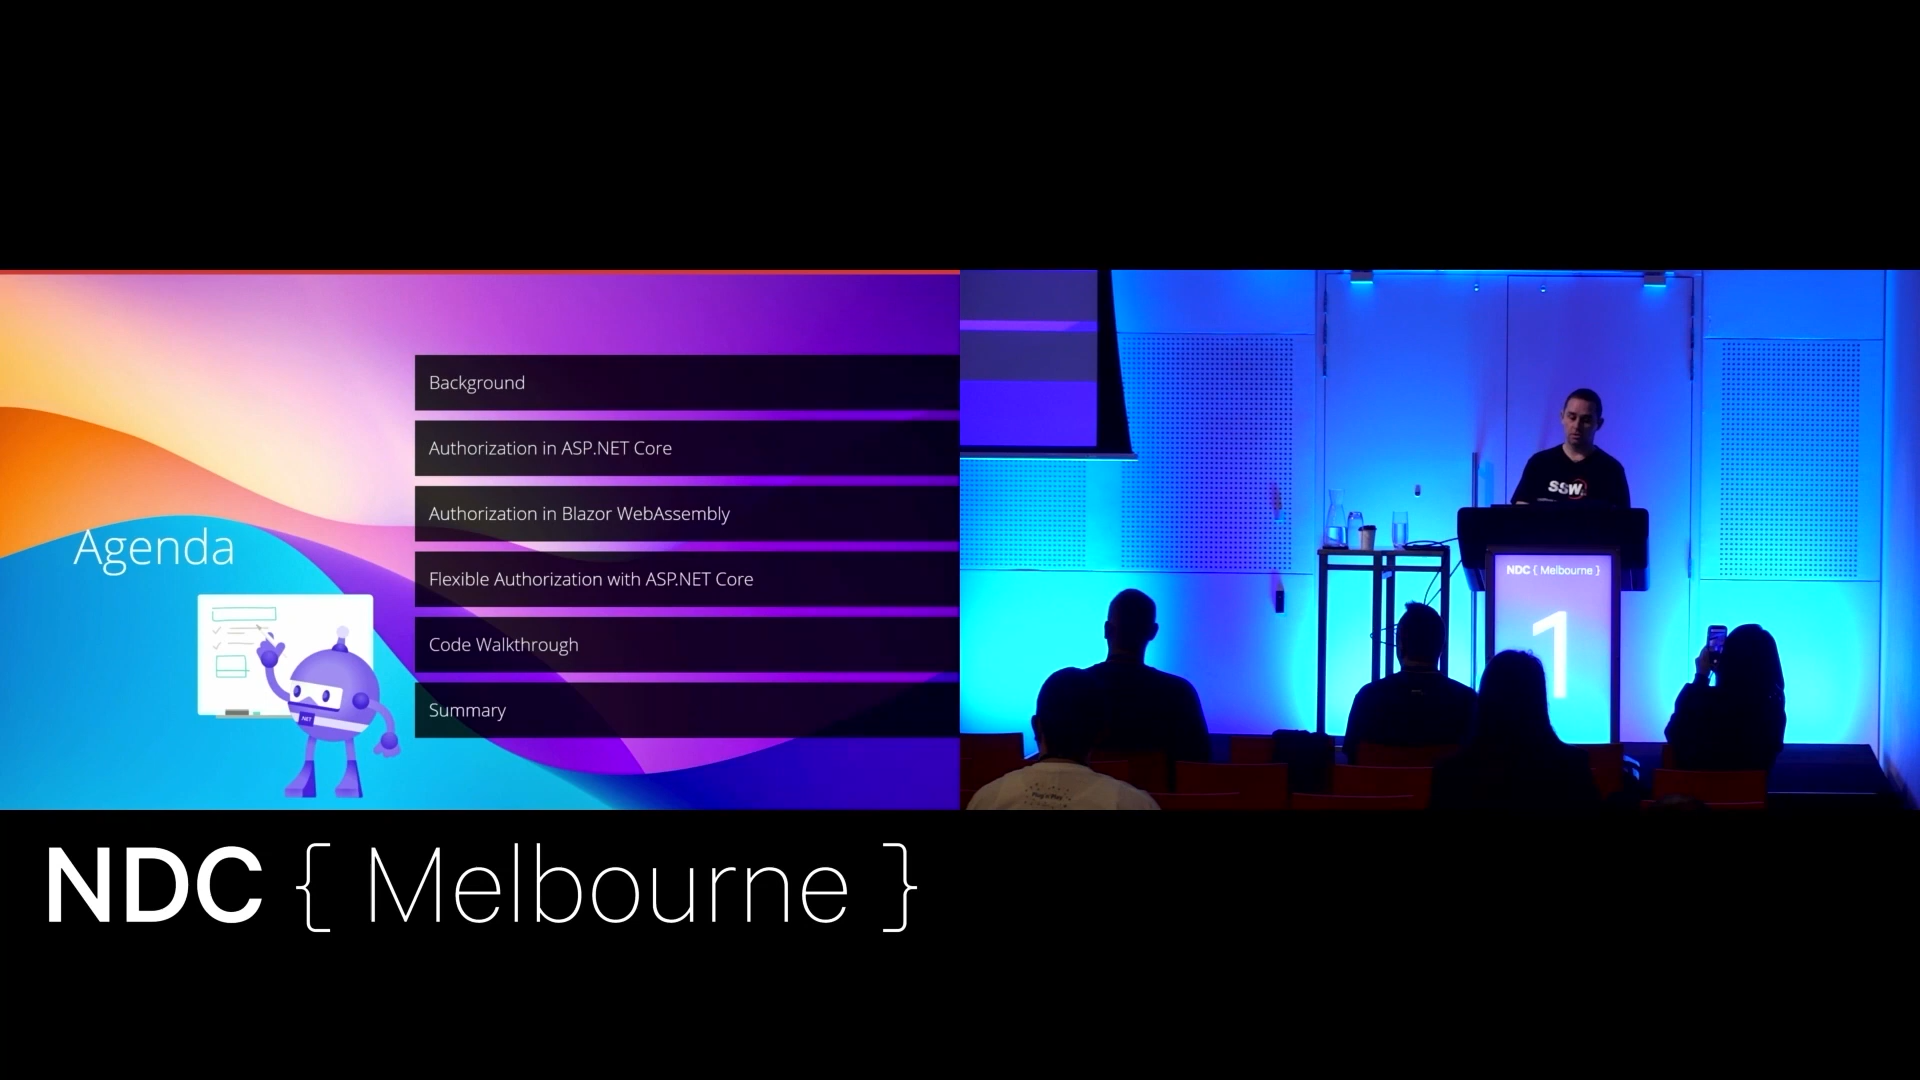 Agenda
Background
Authorization in ASP.NET Core
Authorization in Blazor WebAssembly
Flexible Authorization with ASP.NET Core
Code Walkthrough
Summary
.NET
SSW
NDC { Melbourne }
1
NDC { Melbourne }